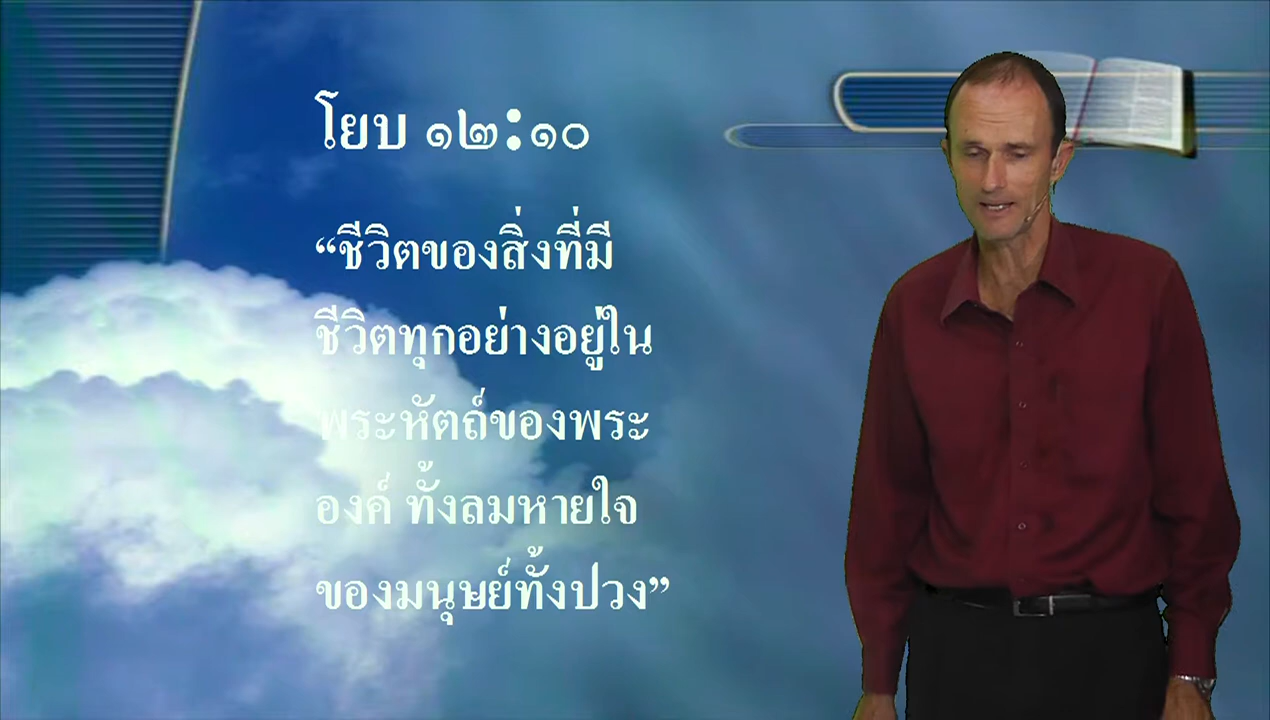 โยบ ๑๒:๑๐
“ชีวิตของสิ่งที่มี
ชีวิตทุกอย่างอยู่ใน
พระหัตถ์ของพระ
องค์ ทั้งลมหายใจ
ของมนุษย์ทั้งปวง”